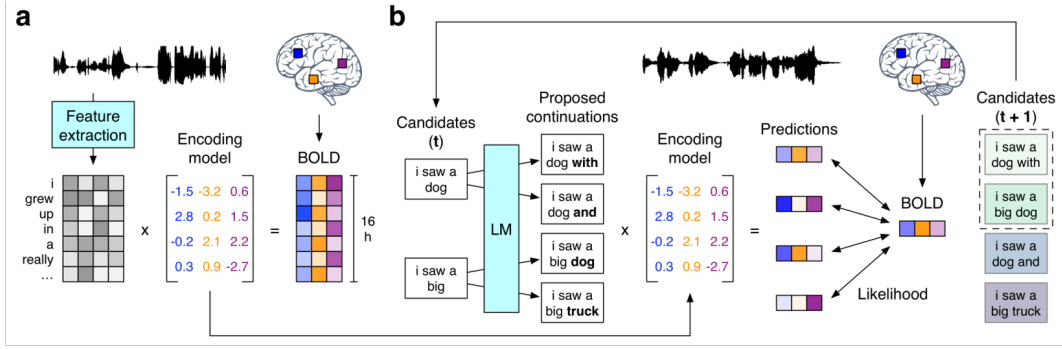 a
Feature
extraction
i
grew
up
in
a
really
...
x
Encoding
model
-1.5 -3.2 0.6
2.8 0.2 1.5
-0.2 2.1 2.2
0.3 0.9 -2.7
=
BOLD
16
h
b
Candidates
(t)
i saw a
dog
i saw a
big
LM
Proposed
continuations
i saw a
dog with
i saw a
dog and
i saw a
big dog
i saw a
big truck
x
Encoding
model
-1.5 -3.2 0.6
2.8 0.2 1.5
-0.2 2.1 2.2
0.3 0.9 -2.7
=
Predictions
Likelihood
BOLD
Candidates
(t + 1)
i saw a
dog with
i saw a
big dog
i saw a
dog and
i saw a
big truck